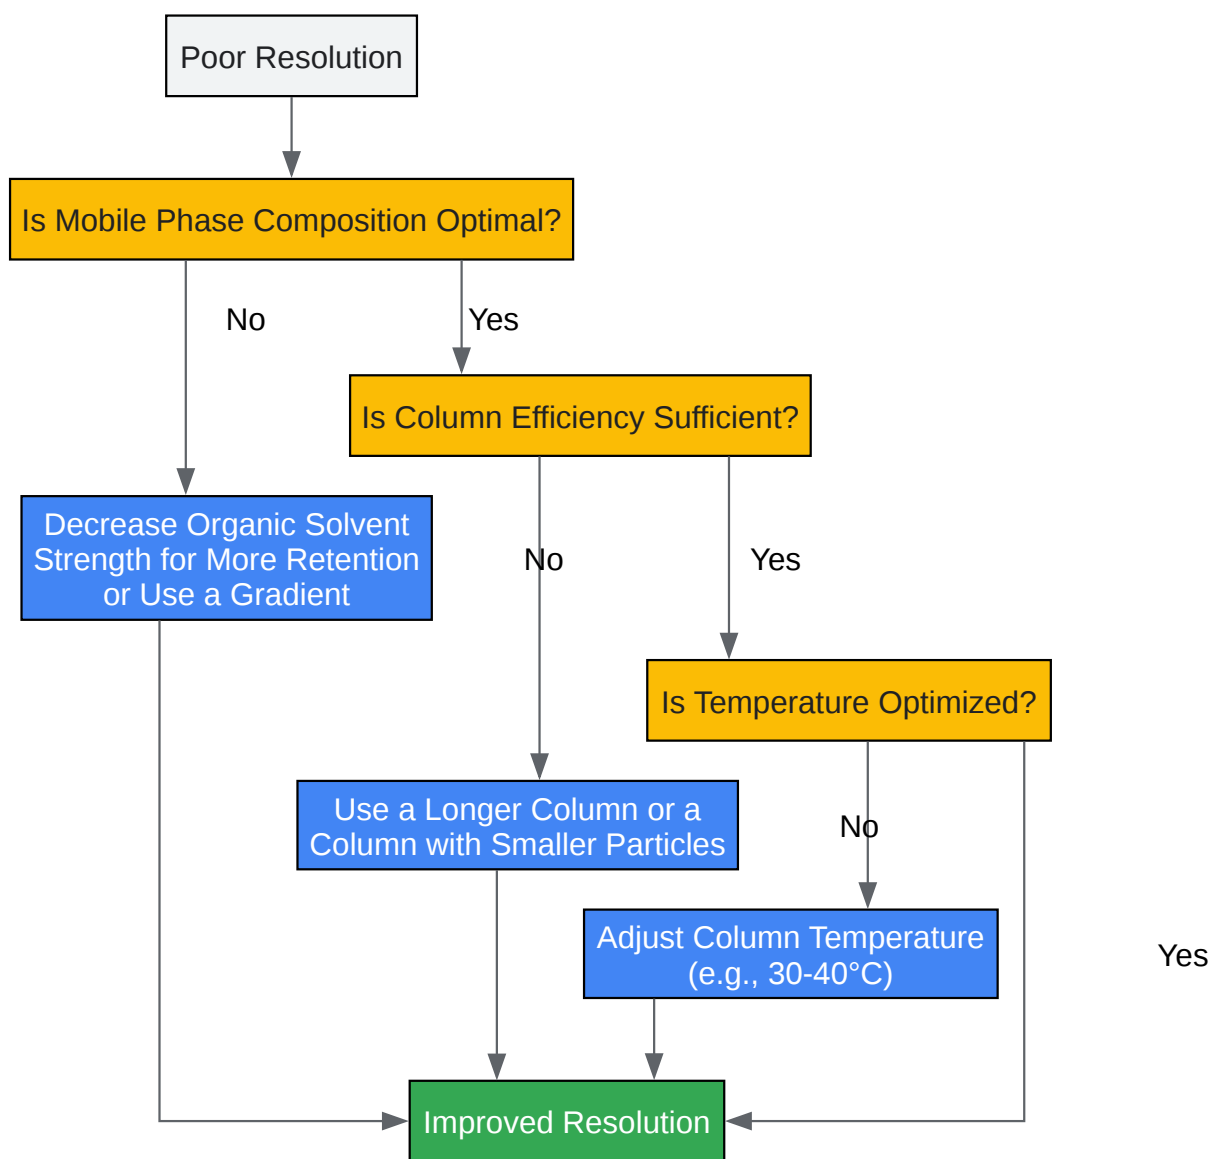 Poor Resolution
Is Mobile Phase Composition Optimal?
No
Yes
Is Column Efficiency Sufficient?
Decrease Organic Solvent
Strength for More Retention
or Use a Gradient
No
Yes
Is Temperature Optimized?
Use a Longer Column or a
Column with Smaller Particles
No
Adjust Column Temperature
(e.g., 30-40°C)
Yes
Improved Resolution